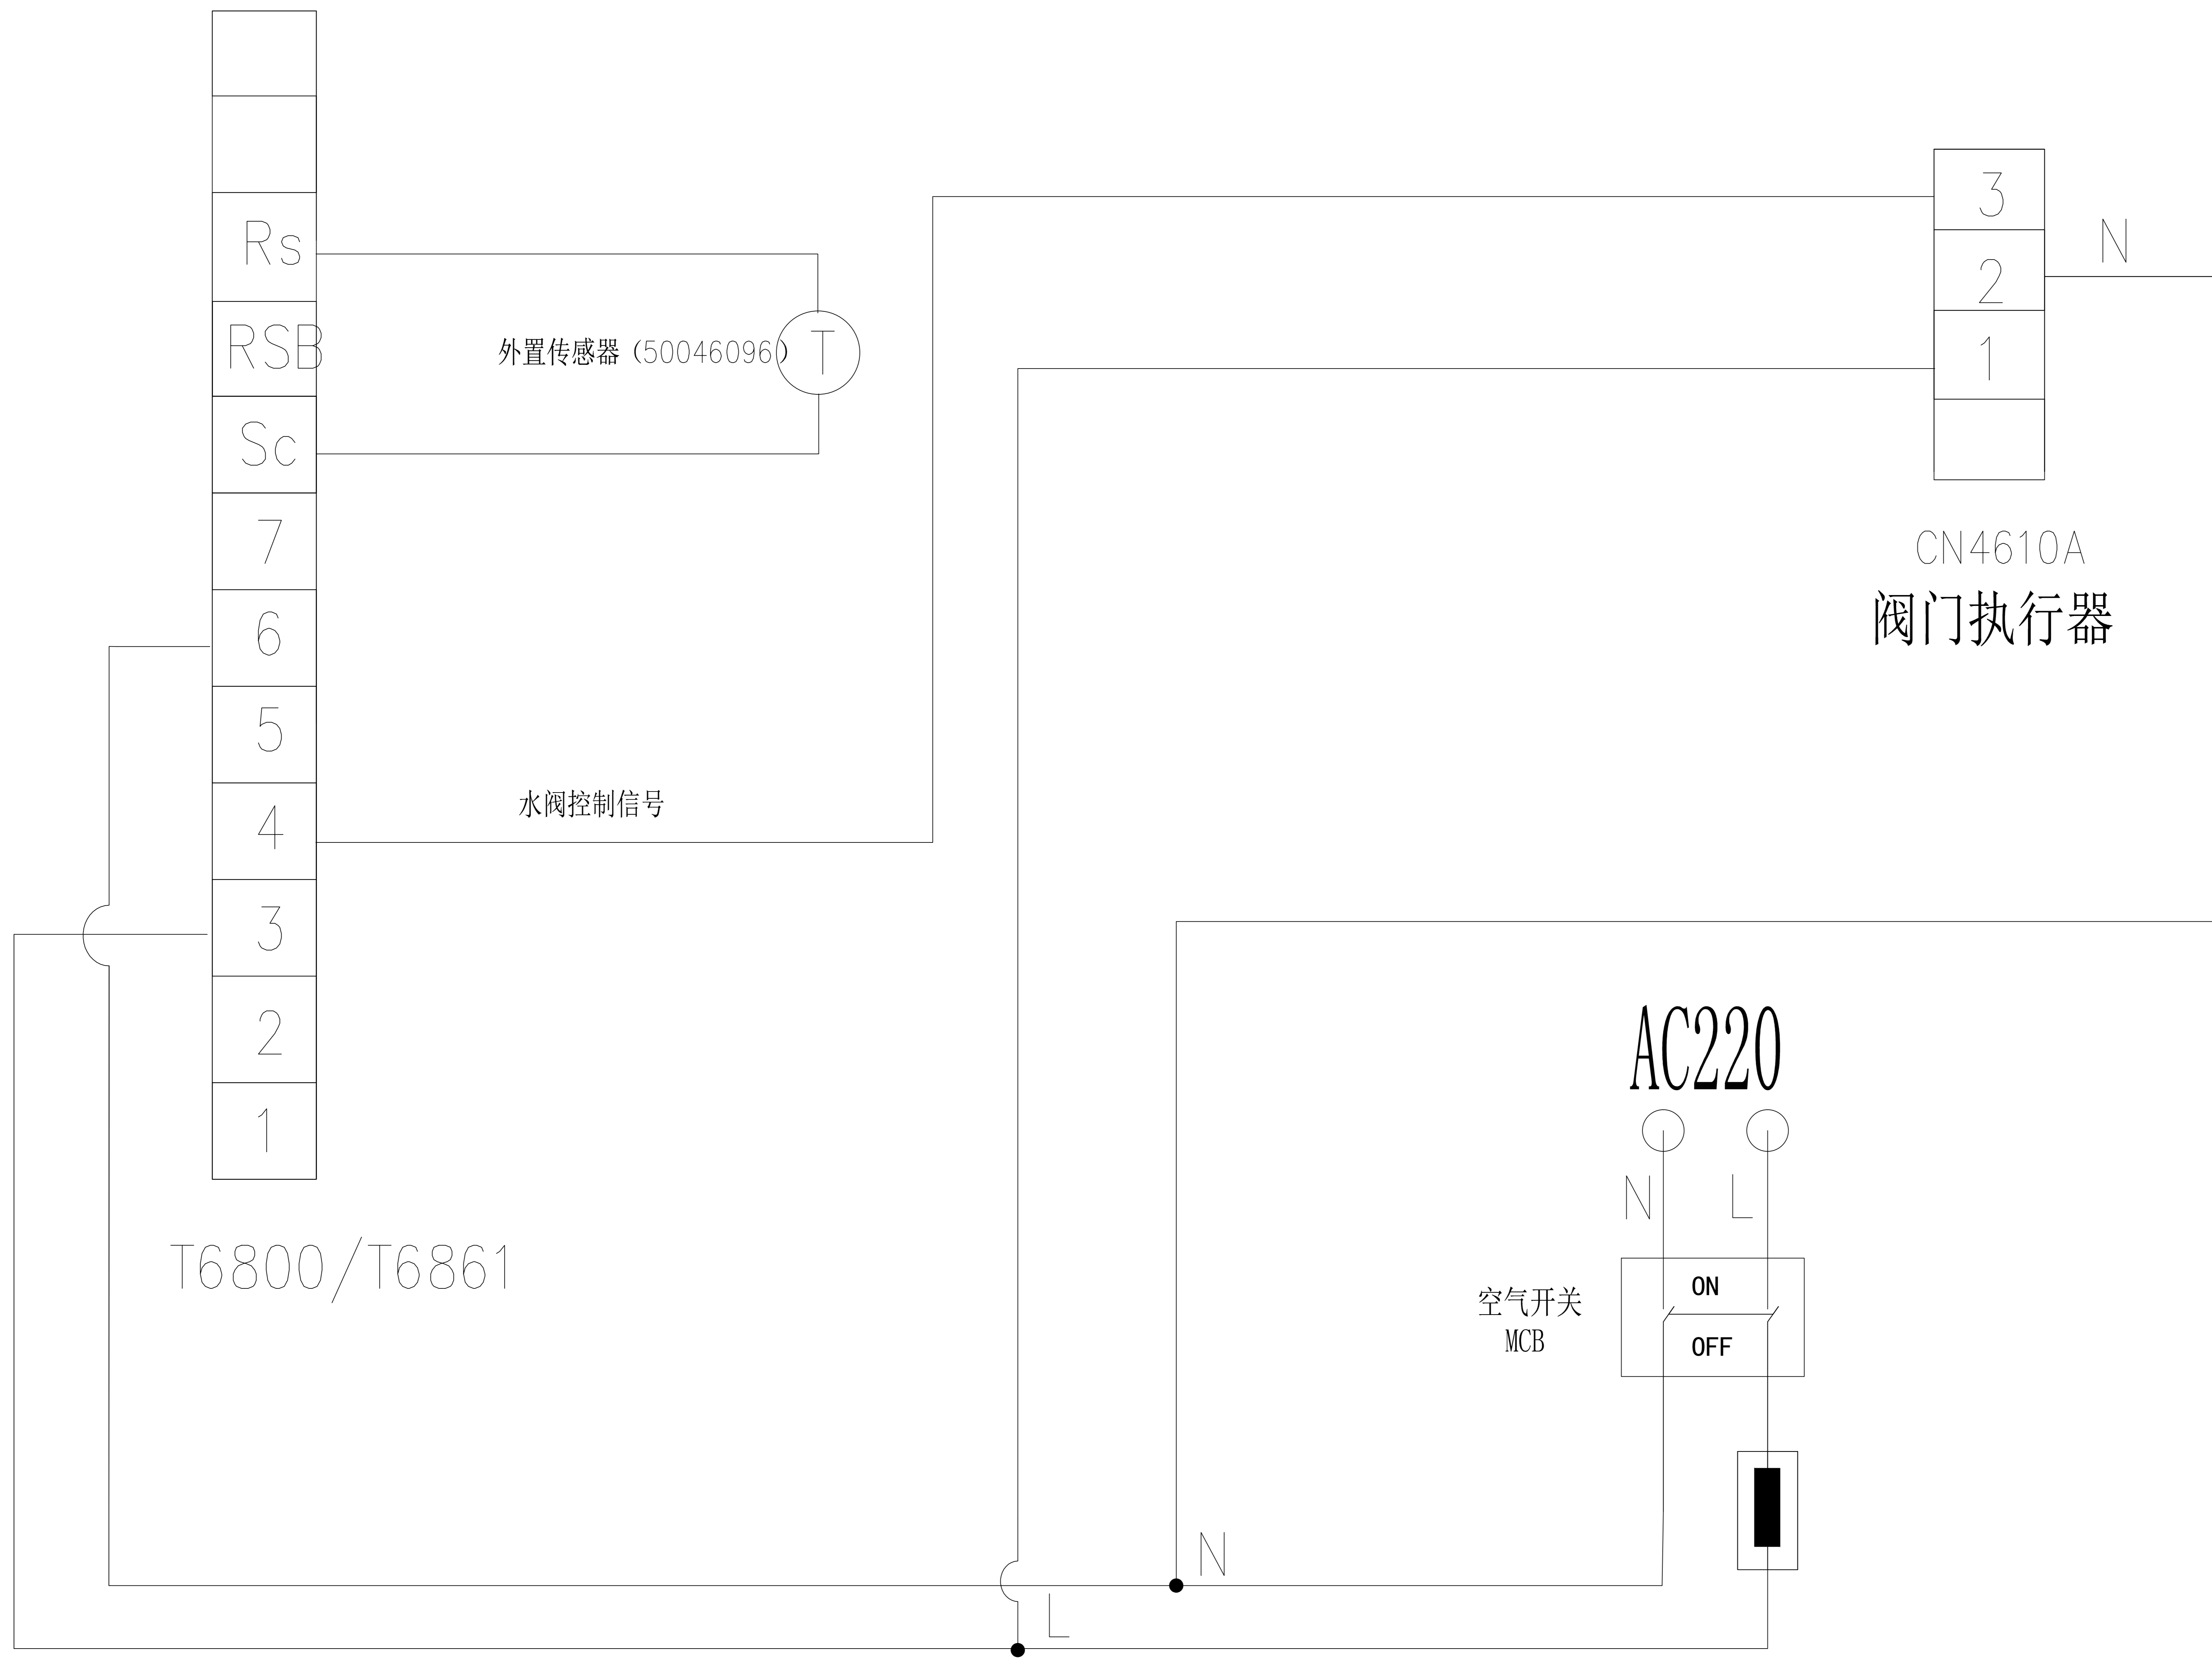 Rs
RSB
Sc
7
6
5
4
3
2
1
T6800/T6861
外置传感器（50046096）
T
水阀控制信号
3
2
1
N
CN4610A
阀门执行器
AC220
N
L
空气开关
MCB
ON
OFF
N
L